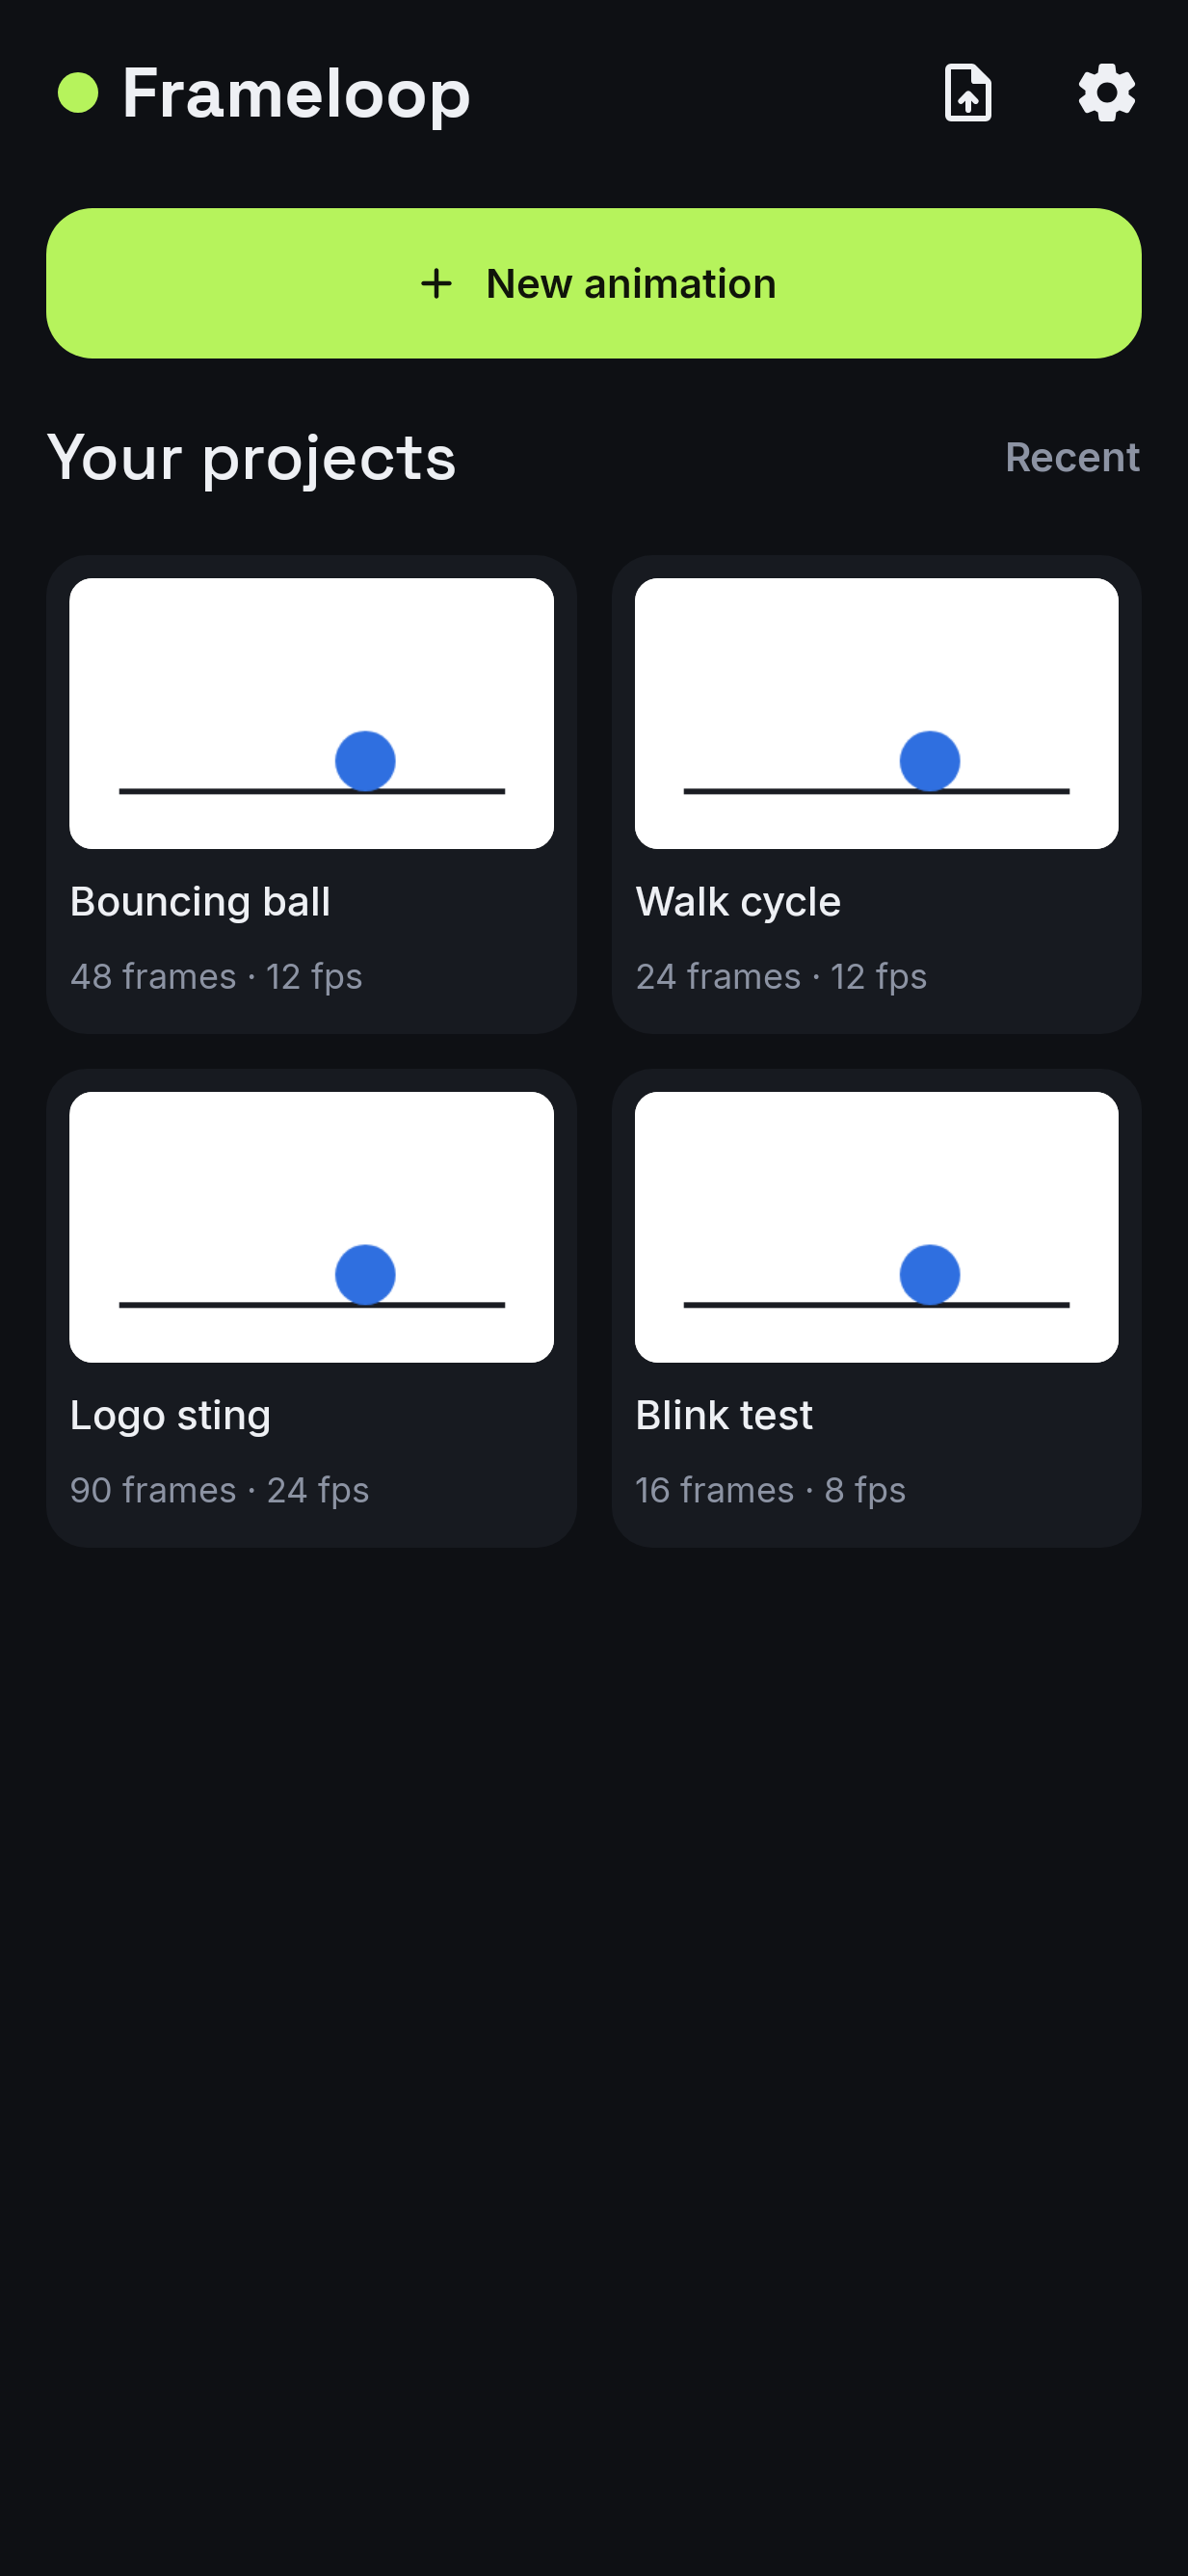 Frameloop
New animation
Your projects
Recent
Bouncing ball
48 frames · 12 fps
Walk cycle
24 frames · 12 fps
Logo sting
90 frames · 24 fps
Blink test
16 frames · 8 fps